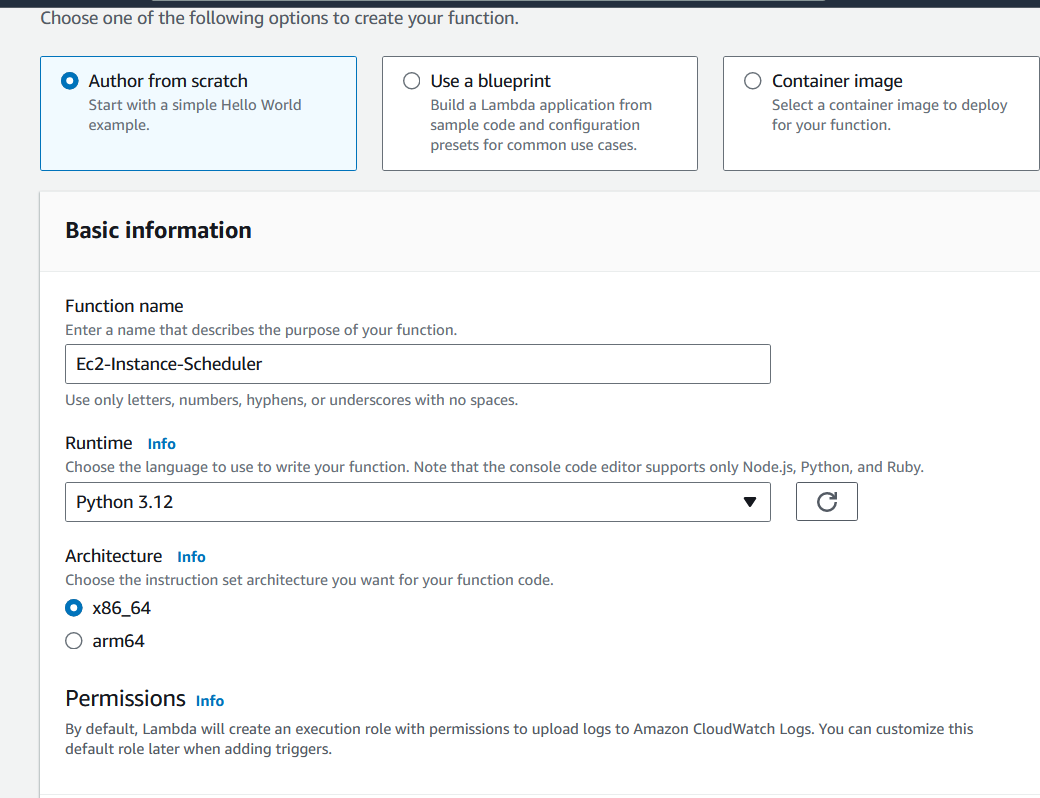 Choose one of the following options to create your function.
Author from scratch
Start with a simple Hello World
example.
Use a blueprint
Build a Lambda application from
sample code and configuration
presets for common use cases.
Container image
Select a container image to deploy
for your function.
Basic information
Function name
Enter a name that describes the purpose of your function.
Ec2-Instance-Scheduler
Use only letters, numbers, hyphens, or underscores with no spaces.
Runtime Info
Choose the language to use to write your function. Note that the console code editor supports only Node.js, Python, and Ruby.
Python 3.12
Architecture Info
Choose the instruction set architecture you want for your function code.
x86_64
arm64
Permissions Info
By default, Lambda will create an execution role with permissions to upload logs to Amazon CloudWatch Logs. You can customize this
default role later when adding triggers.